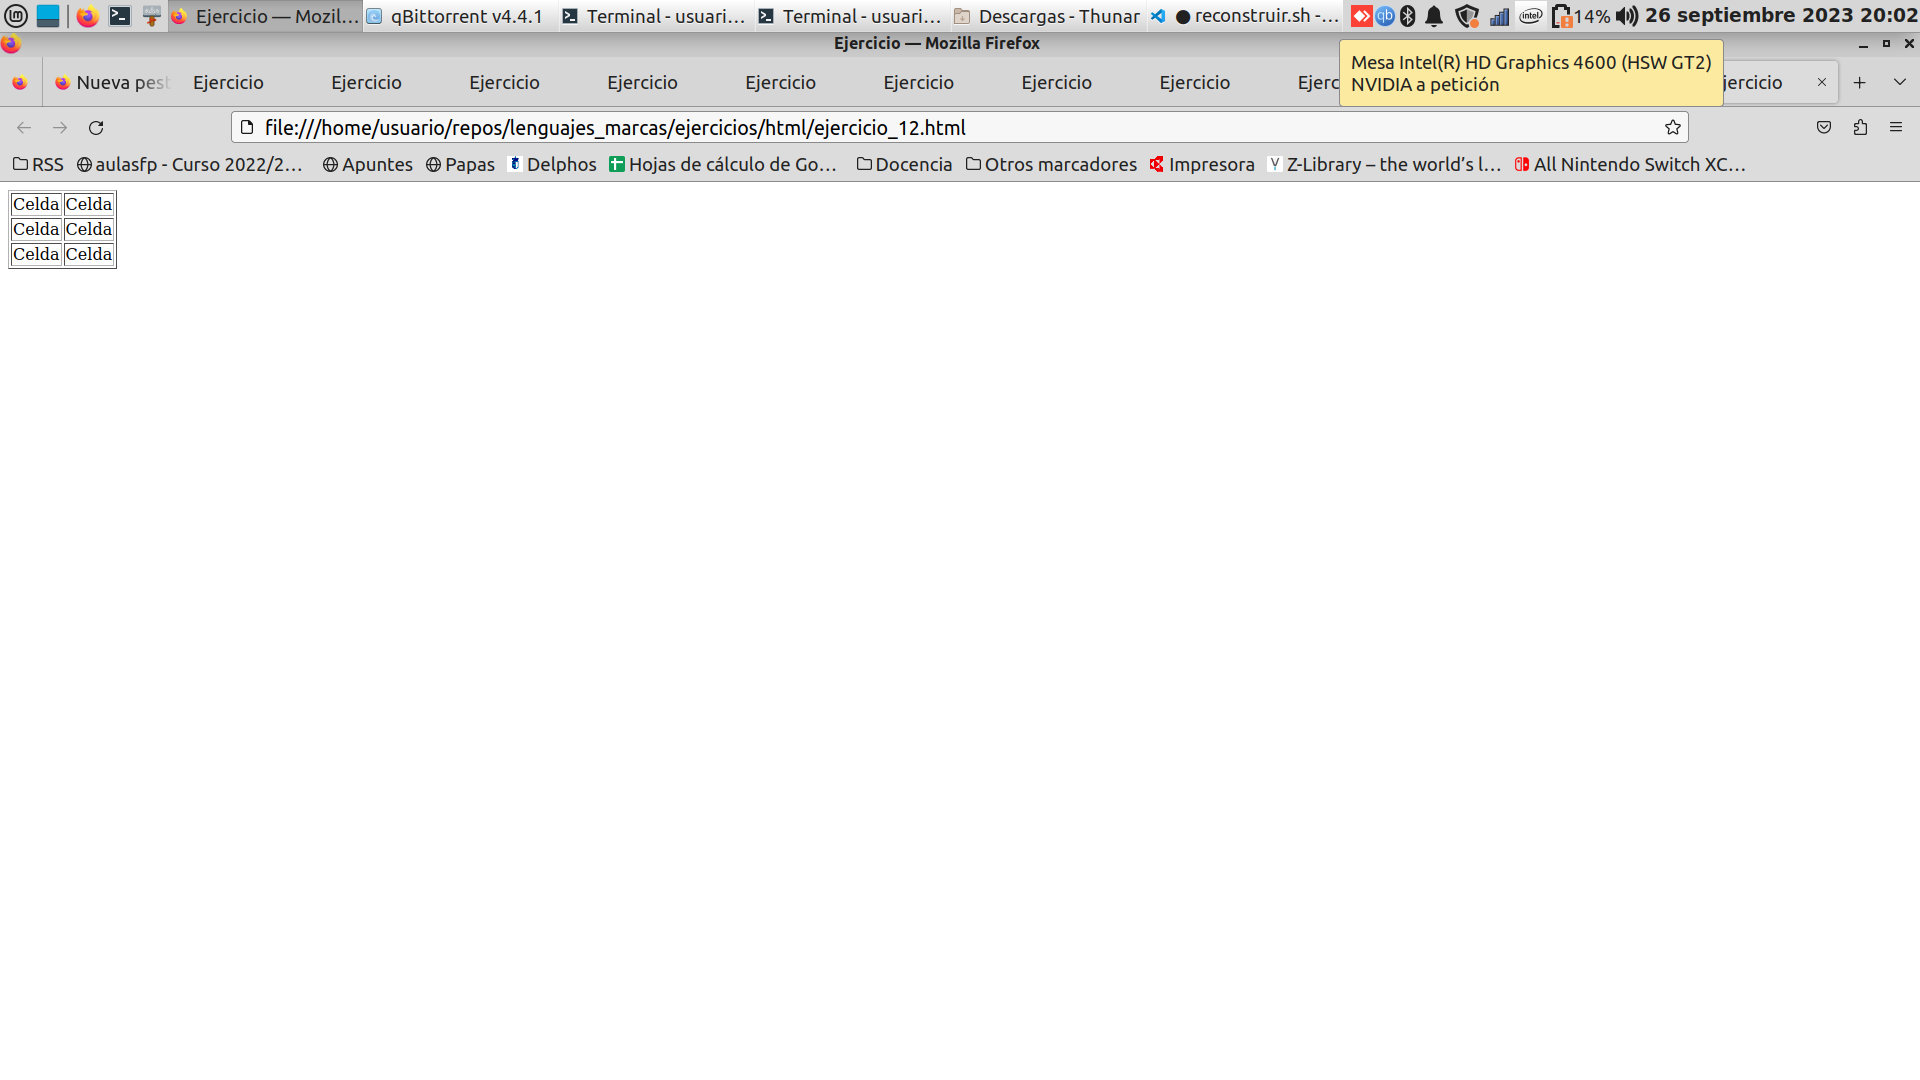 Ejercicio — Mozil... qBittorrent v4.4.1 Terminal - usuari... Terminal - usuari... Descargas - Thunar ● reconstruir.sh -... qb intel 14% 26 septiembre 2023 20:02
Ejercicio — Mozilla Firefox
Mesa Intel(R) HD Graphics 4600 (HSW GT2)
NVIDIA a petición
Nueva pest Ejercicio Ejercicio Ejercicio Ejercicio Ejercicio Ejercicio Ejercicio Ejercicio Ejerc jercicio
file:///home/usuario/repos/lenguajes_marcas/ejercicios/html/ejercicio_12.html
RSS aulasfp - Curso 2022/2... Apuntes Papas Delphos Hojas de cálculo de Go... Docencia Otros marcadores Impresora Z-Library – the world’s l... All Nintendo Switch XC...
Celda Celda
Celda Celda
Celda Celda